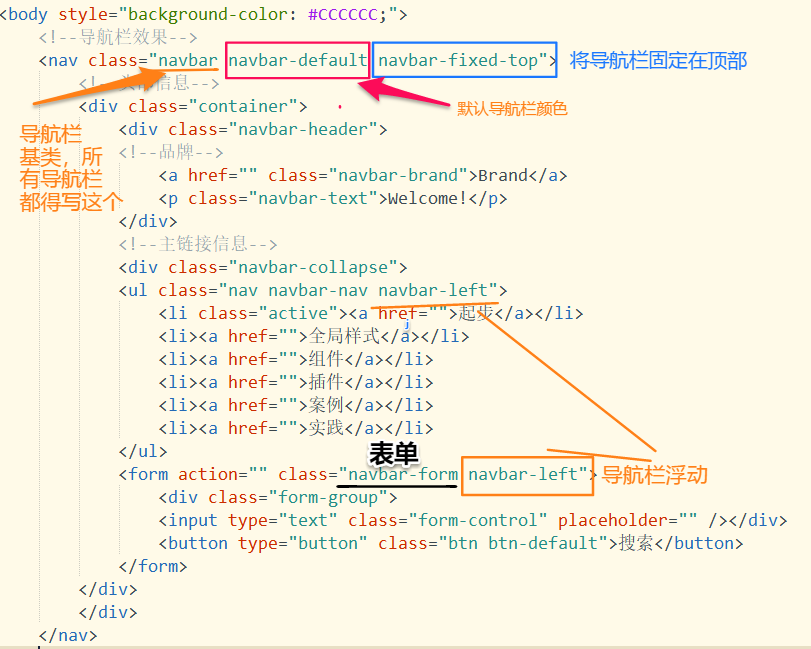 <body style="background-color: #CCCCCC;">
<!--导航栏效果-->
<nav class="navbar navbar-default navbar-fixed-top"> 将导航栏固定在顶部
信息-->
<div class="container">
默认导航栏颜色
<div class="navbar-header">
导航栏
基类，所
有导航栏
都得写这个
<!--品牌-->
<a href="" class="navbar-brand">Brand</a>
<p class="navbar-text">Welcome!</p>
</div>
<!--主链接信息-->
<div class="navbar-collapse">
<ul class="nav navbar-nav navbar-left">
<li class="active"><a href="">起步</a></li>
<li><a href="">全局样式</a></li>
<li><a href="">组件</a></li>
<li><a href="">插件</a></li>
<li><a href="">案例</a></li>
<li><a href="">实践</a></li>
</ul>
表单
<form action="" class="navbar-form navbar-left"> 导航栏浮动
<div class="form-group">
<input type="text" class="form-control" placeholder="" /></div>
<button type="button" class="btn btn-default">搜索</button>
</form>
</div>
</div>
</nav>